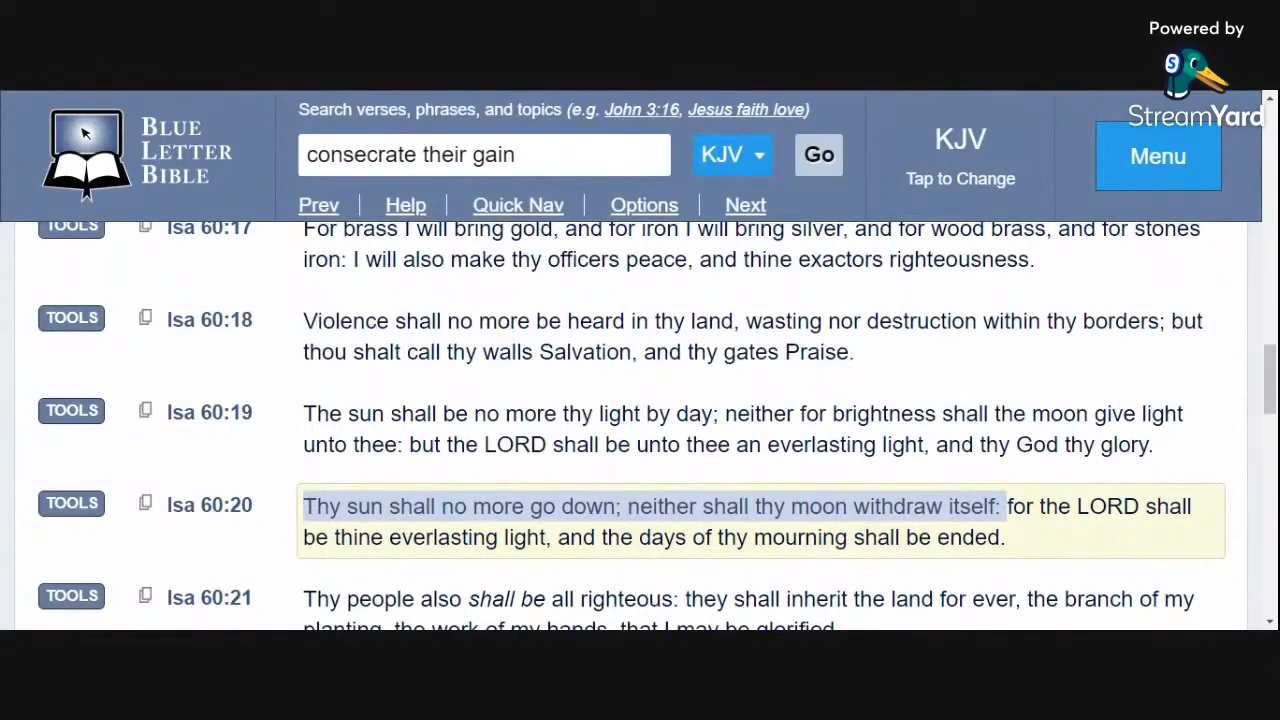 Powered by
StreamYard
BLUE
LETTER
BIBLE
Search verses, phrases, and topics (e.g. John 3:16, Jesus faith love)
consecrate their gain
KJV
Go
Prev
Help
Quick Nav
Options
Next
KJV
Tap to Change
Menu
TOOLS Isa 60:17 For brass I will bring gold, and for iron I will bring silver, and for wood brass, and for stones
iron: I will also make thy officers peace, and thine exactors righteousness.
TOOLS Isa 60:18 Violence shall no more be heard in thy land, wasting nor destruction within thy borders; but
thou shalt call thy walls Salvation, and thy gates Praise.
TOOLS Isa 60:19 The sun shall be no more thy light by day; neither for brightness shall the moon give light
unto thee: but the LORD shall be unto thee an everlasting light, and thy God thy glory.
TOOLS Isa 60:20 Thy sun shall no more go down; neither shall thy moon withdraw itself: for the LORD shall
be thine everlasting light, and the days of thy mourning shall be ended.
TOOLS Isa 60:21 Thy people also shall be all righteous: they shall inherit the land for ever, the branch of my
planting, the work of my hands, that I may be glorified.